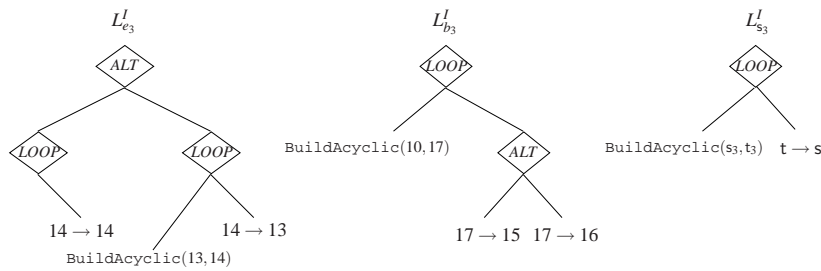 L^I_{e_3} L^I_{b_3} L^I_{s_3}
ALT LOOP LOOP
LOOP LOOP BuildAcyclic(10,17) ALT BuildAcyclic(s_3,t_3) t → s
14 → 14 14 → 13 17 → 15 17 → 16
BuildAcyclic(13,14)